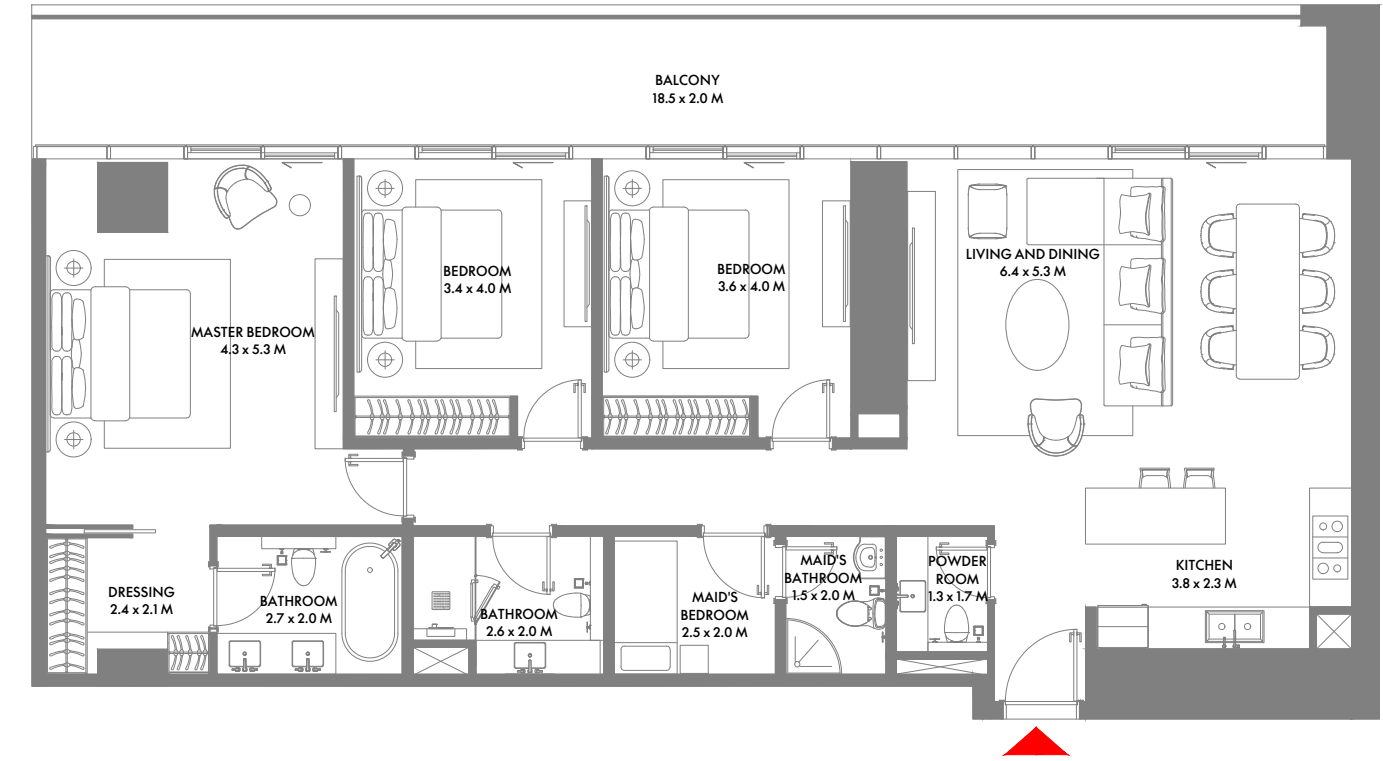 BALCONY
18.5 x 2.0 M
LIVING AND DINING
6.4 x 5.3 M
BEDROOM
3.4 x 4.0 M
BEDROOM
3.6 x 4.0 M
MASTER BEDROOM
4.3 x 5.3 M
DRESSING
2.4 x 2.1 M
BATHROOM
2.7 x 2.0 M
BATHROOM
2.6 x 2.0 M
MAID'S
BEDROOM
2.5 x 2.0 M
MAID'S
BATHROOM
1.5 x 2.0 M
POWDER
ROOM
1.3 x 1.7 M
KITCHEN
3.8 x 2.3 M